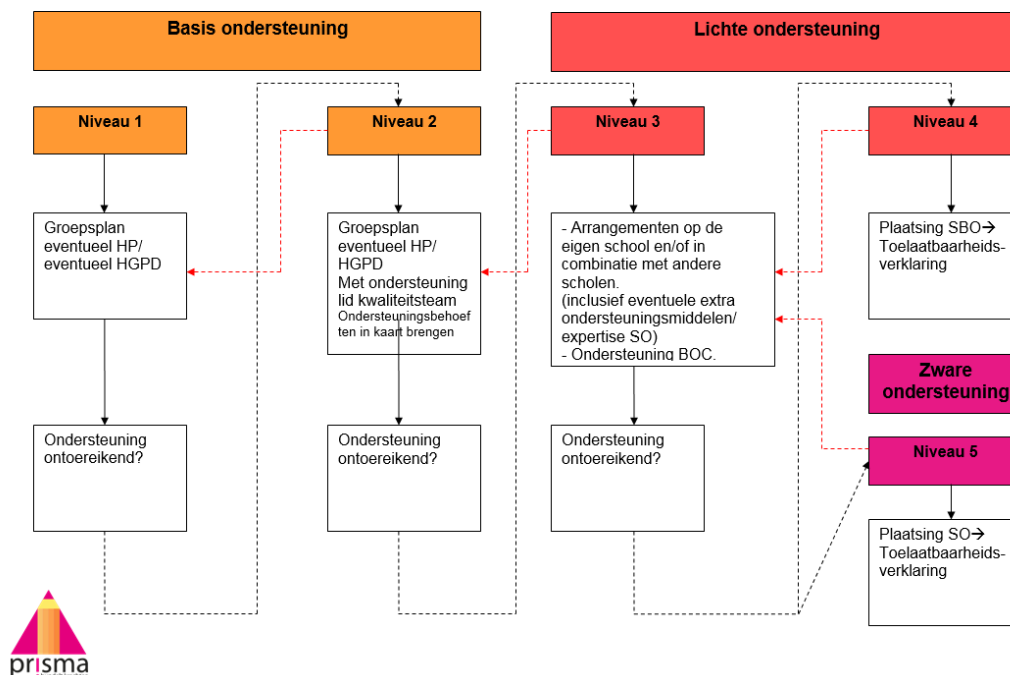 Basis ondersteuning
Lichte ondersteuning
Niveau 1
Niveau 2
Niveau 3
Niveau 4
Groepsplan
eventueel HP/
eventueel HGPD
Groepsplan
eventueel HP/
HGPD
Met ondersteuning
lid kwaliteitsteam
Ondersteuningsbehoef
ten in kaart brengen
- Arrangementen op de
eigen school en/of in
combinatie met andere
scholen.
(inclusief eventuele extra
ondersteuningsmiddelen/
expertise SO)
- Ondersteuning BOC.
Plaatsing SBO→
Toelaatbaarheids-
verklaring
Zware
ondersteuning
Niveau 5
Plaatsing SO→
Toelaatbaarheids-
verklaring
Ondersteuning
ontoereikend?
Ondersteuning
ontoereikend?
Ondersteuning
ontoereikend?
prisma